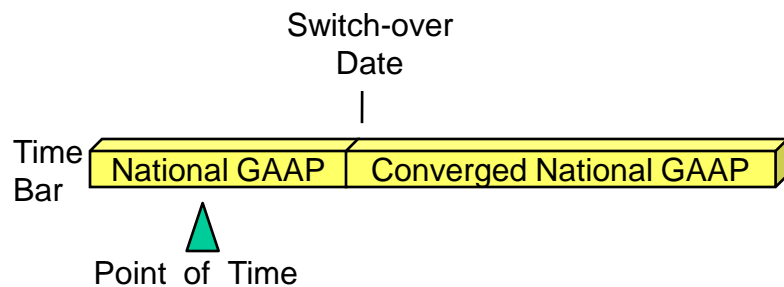 Switch-over
Date
Time
Bar
National GAAP
Converged National GAAP
Point of Time